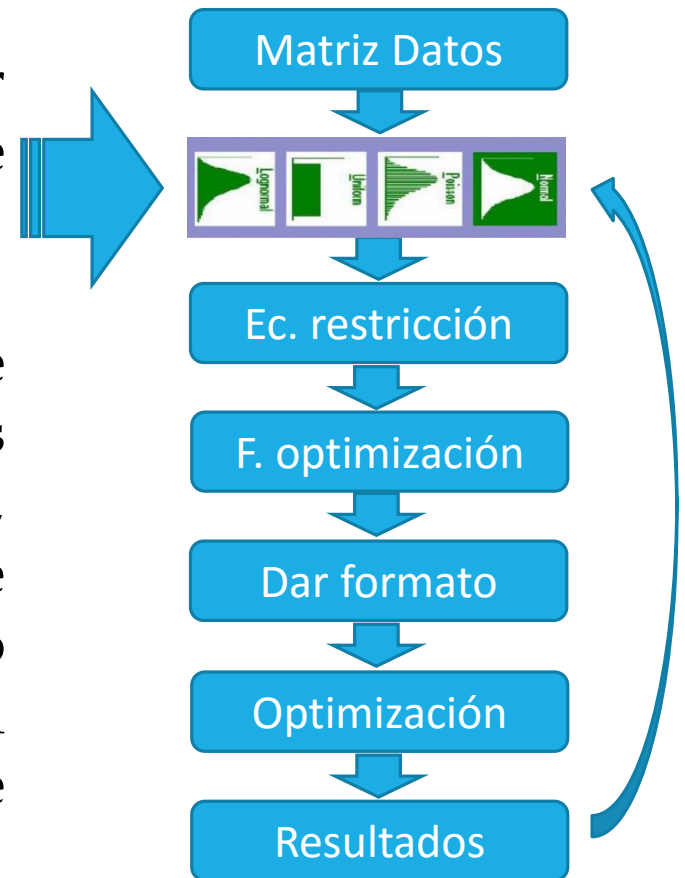 Matriz Datos
Lognormal
Uniform
Poisson
Normal
Ec. restricción
F. optimización
Dar formato
Optimización
Resultados